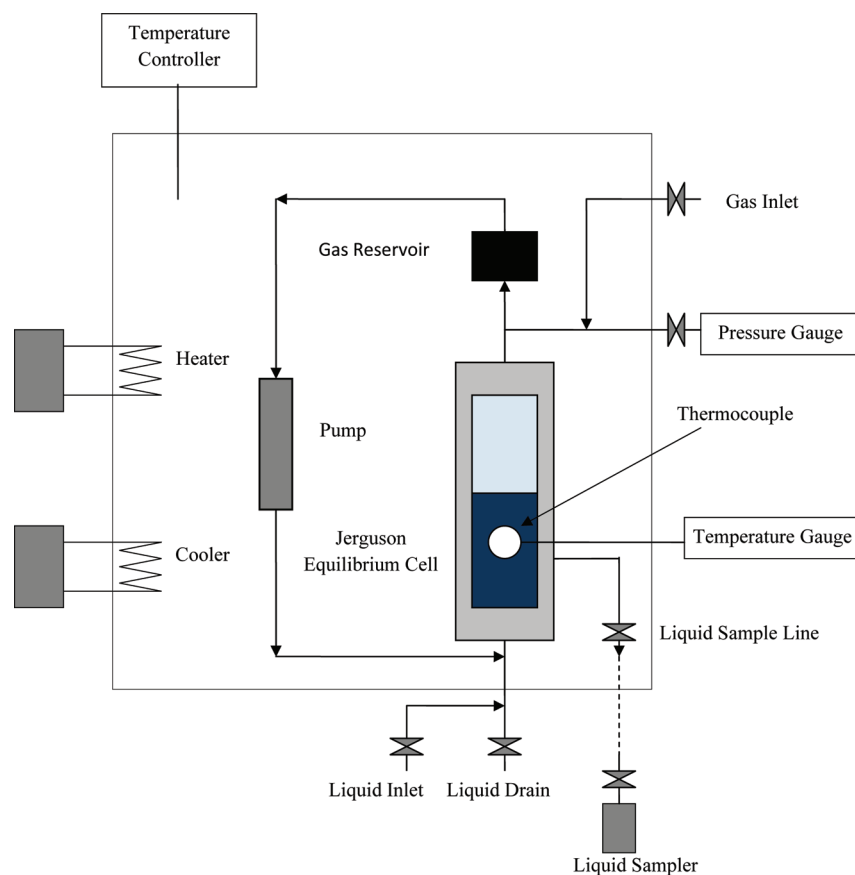 Temperature
Controller
Gas Inlet
Gas Reservoir
Pressure Gauge
Heater
Thermocouple
Pump
Temperature Gauge
Jerguson
Equilibrium Cell
Cooler
Liquid Sample Line
Liquid Inlet
Liquid Drain
Liquid Sampler